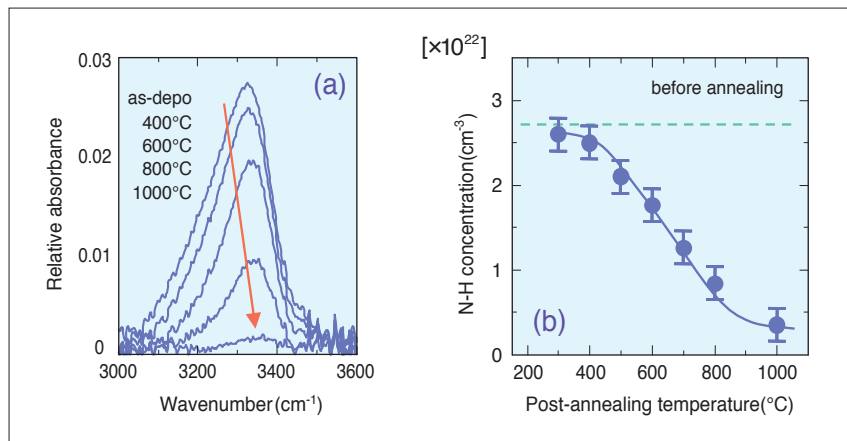 0.03
0.02
0.01
0
Relative absorbance
as-depo
400°C
600°C
800°C
1000°C
(a)
3000
3200
3400
3600
Wavenumber(cm⁻¹)
[×10²²]
3
2
1
0
N-H concentration(cm⁻³)
before annealing
(b)
200
400
600
800
1000
Post-annealing temperature(°C)